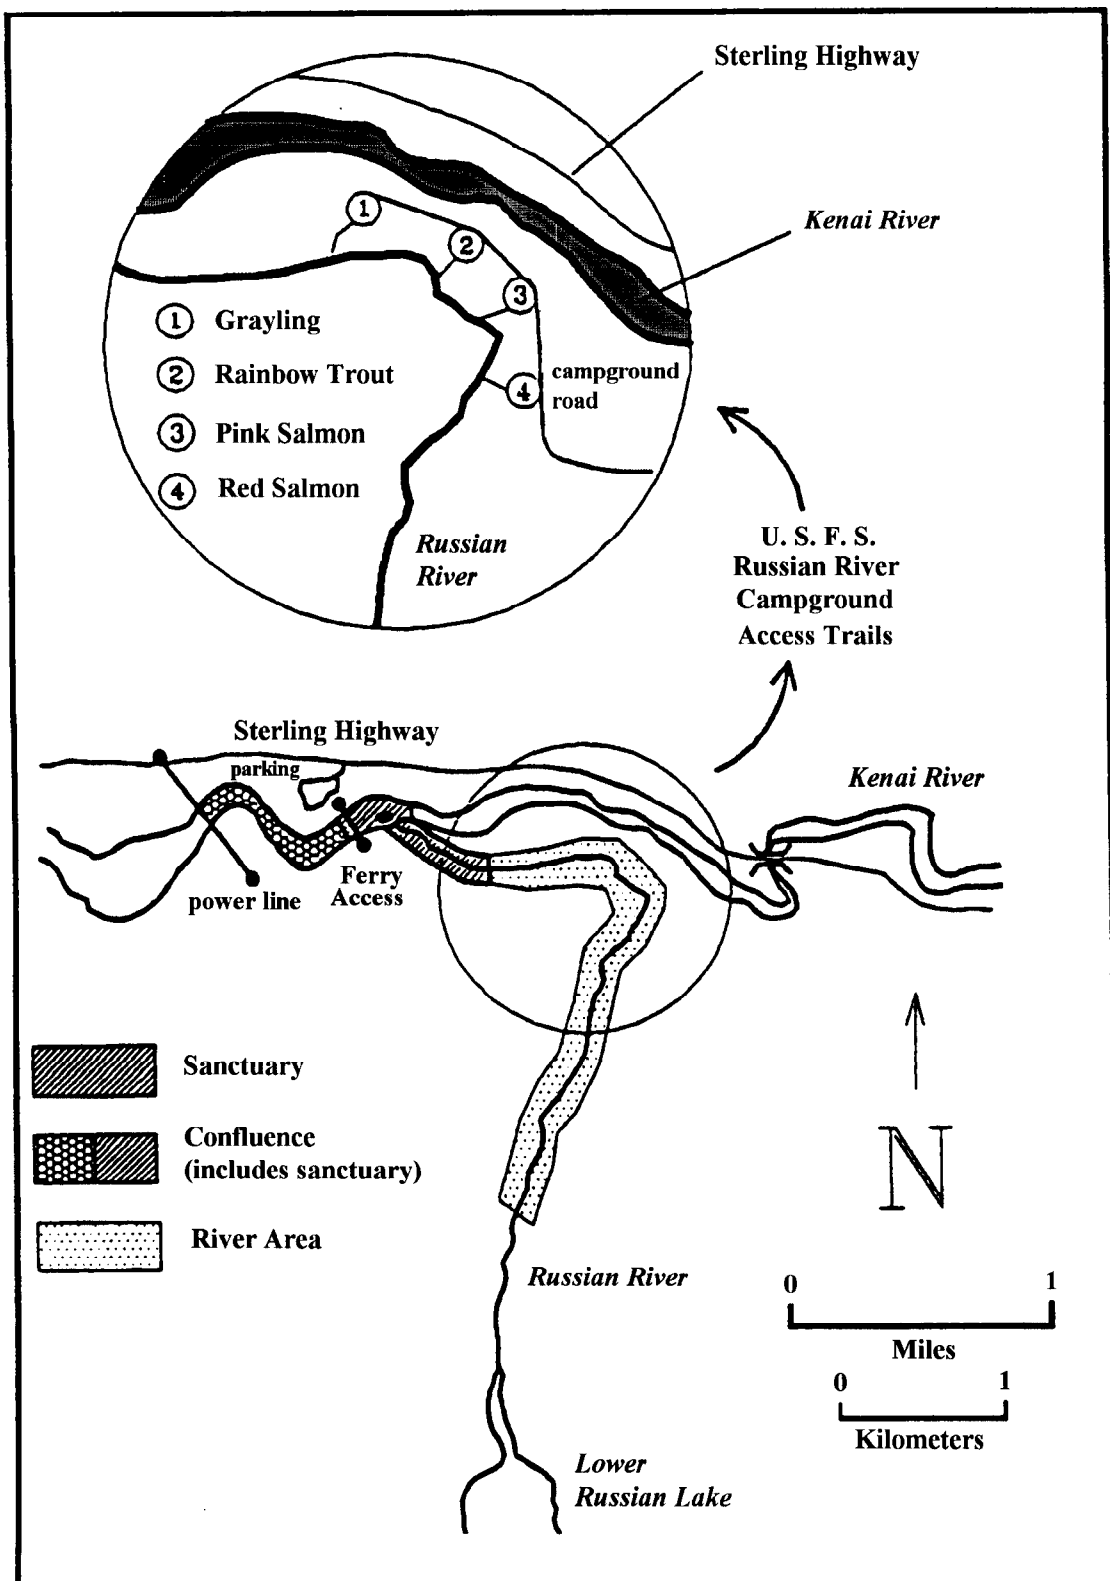 Sterling Highway
Kenai River
1
2
3
4
campground
road
1 Grayling
2 Rainbow Trout
3 Pink Salmon
4 Red Salmon
Russian
River
U. S. F. S.
Russian River
Campground
Access Trails
Sterling Highway
parking
Kenai River
Ferry
Access
power line
Sanctuary
Confluence
(includes sanctuary)
River Area
N
Russian River
0 1
Miles
0 1
Kilometers
Lower
Russian Lake